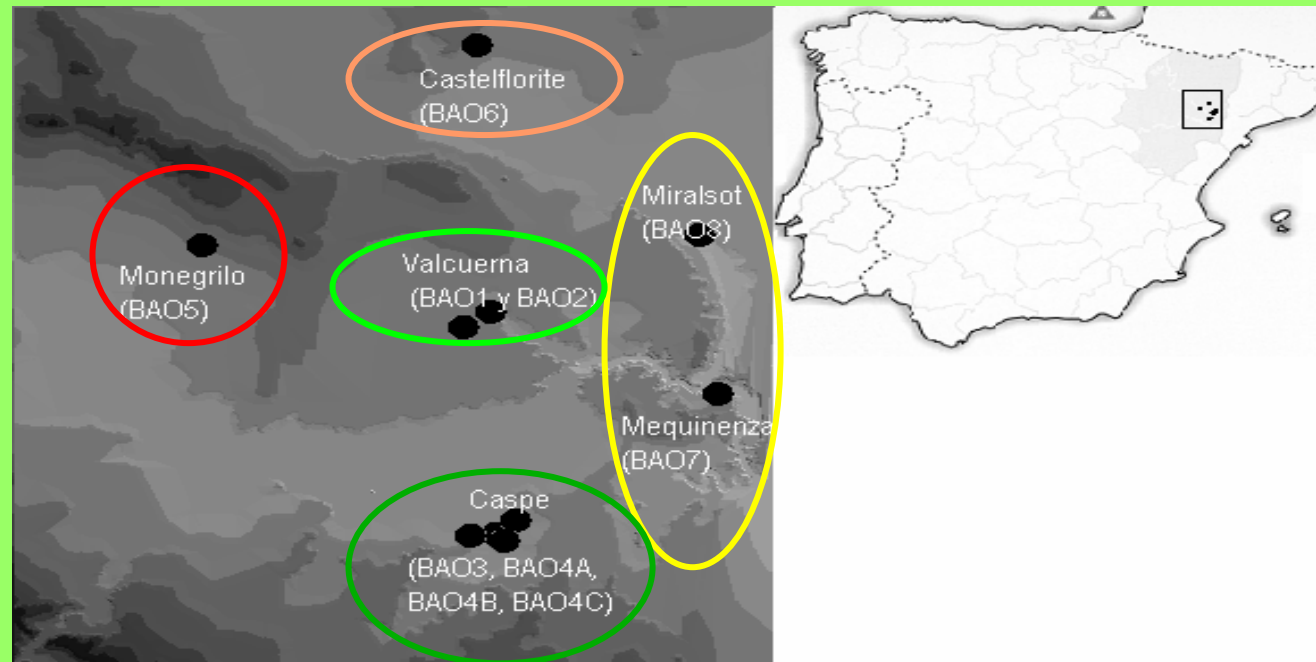 Castelflorite
(BAO6)
Miralsot
(BAO8)
Monegrilo
(BAO5)
Valcuerna
(BAO1 y BAO2)
Mequinenza
(BAO7)
Caspe
(BAO3, BAO4A,
BAO4B, BAO4C)